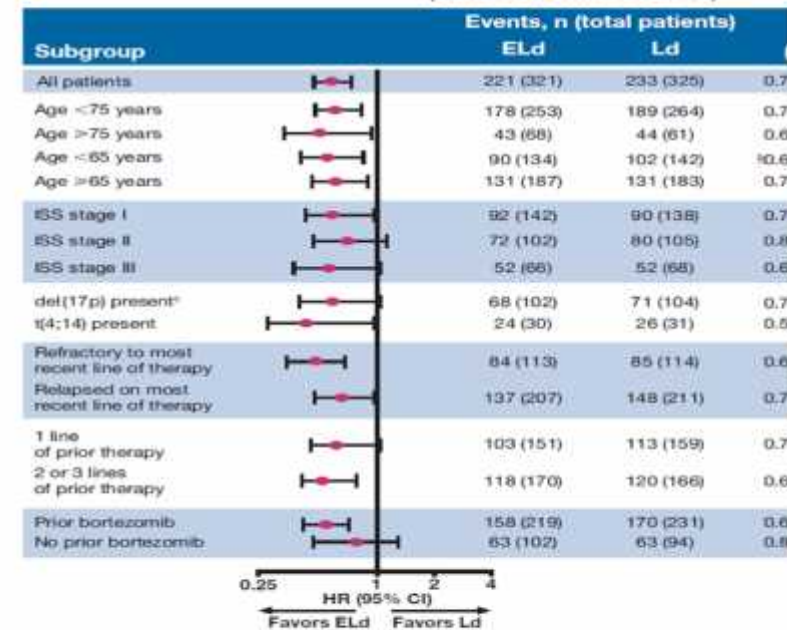 Events, n (total patients)
Subgroup ELd Ld
All patients 221 (321) 233 (325) 0.7
Age <75 years 178 (253) 189 (264) 0.7
Age ≥75 years 43 (68) 44 (61) 0.6
Age <65 years 90 (134) 102 (142) 0.6
Age ≥65 years 131 (187) 131 (183) 0.7
ISS stage I 92 (142) 90 (138) 0.7
ISS stage II 72 (102) 80 (105) 0.8
ISS stage III 52 (66) 52 (68) 0.6
del(17p) present 68 (102) 71 (104) 0.7
t(4;14) present 24 (30) 26 (31) 0.5
Refractory to most
recent line of therapy 84 (113) 85 (114) 0.6
Relapsed on most
recent line of therapy 137 (207) 148 (211) 0.7
1 line
of prior therapy 103 (151) 113 (159) 0.7
2 or 3 lines
of prior therapy 118 (170) 120 (166) 0.6
Prior bortezomib 158 (219) 170 (231) 0.6
No prior bortezomib 63 (102) 63 (94) 0.8
0.25 1 2 4
HR (95% CI)
Favors ELd Favors Ld